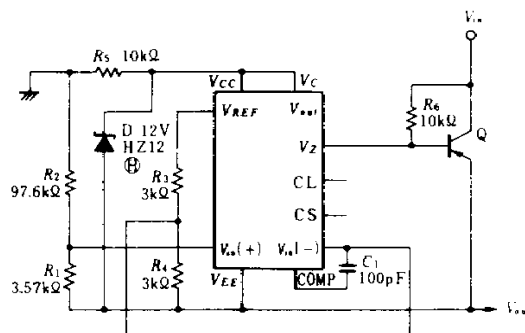 Vin
R5 10kΩ
VCC
VC
VREF
Vout
R6
10kΩ
D 12V
HZ12
Ⓗ
R3
3kΩ
VZ
Q
R2
97.6kΩ
CL
CS
Vin(+)
Vin(−)
R1
3.57kΩ
R4
3kΩ
C1
100pF
VEE
COMP
Vout